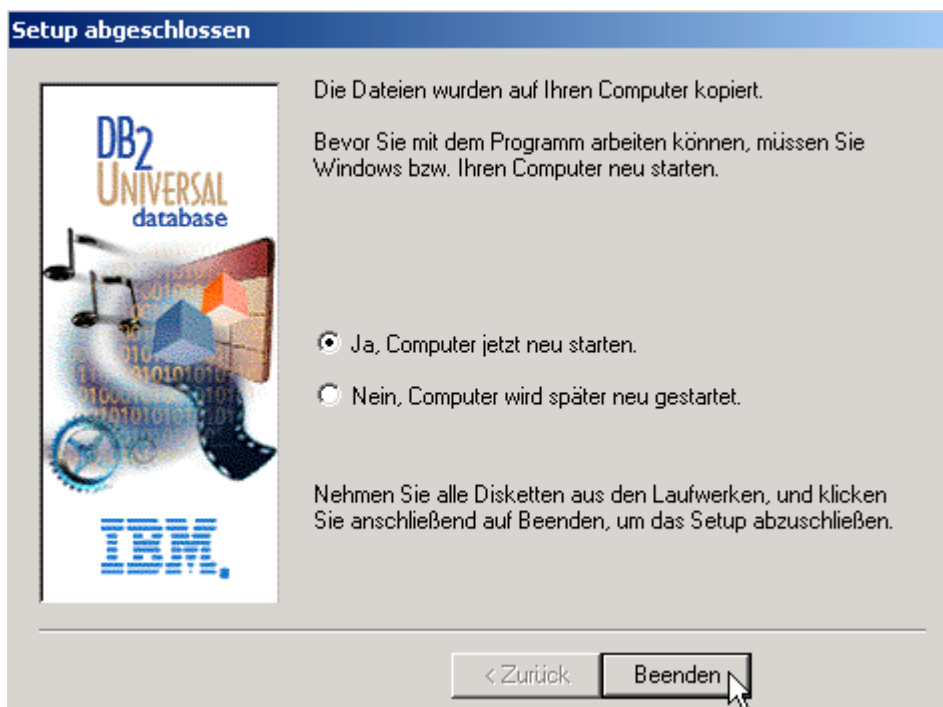 Setup abgeschlossen
DB2
UNIVERSAL
database
IBM.
Die Dateien wurden auf Ihren Computer kopiert.
Bevor Sie mit dem Programm arbeiten können, müssen Sie
Windows bzw. Ihren Computer neu starten.
Ja, Computer jetzt neu starten.
Nein, Computer wird später neu gestartet.
Nehmen Sie alle Disketten aus den Laufwerken, und klicken
Sie anschließend auf Beenden, um das Setup abzuschließen.
< Zurück
Beenden